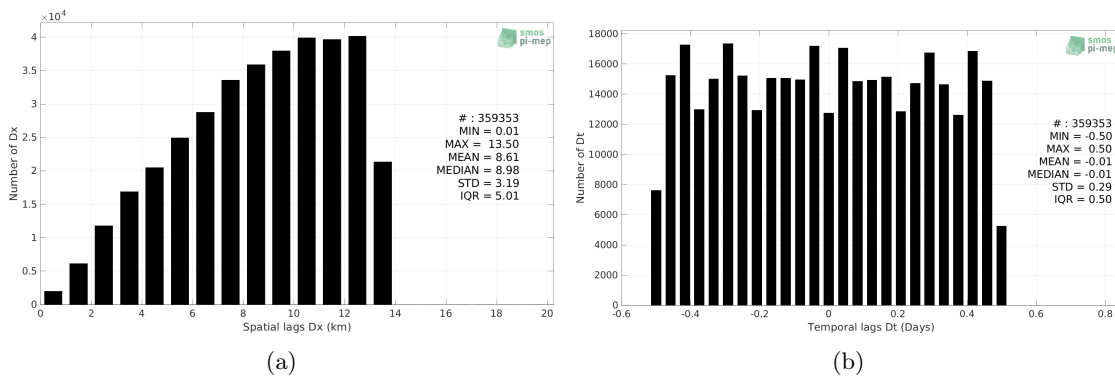 ×10⁴
4
3.5
3
2.5
2
1.5
1
0.5
0
Number of Dx
0 2 4 6 8 10 12 14 16 18 20
Spatial lags Dx (km)
smos
pi-mep
# : 359353
MIN = 0.01
MAX = 13.50
MEAN = 8.61
MEDIAN = 8.98
STD = 3.19
IQR = 5.01
(a)
18000
16000
14000
12000
10000
8000
6000
4000
2000
0
Number of Dt
-0.6 -0.4 -0.2 0 0.2 0.4 0.6 0.8
Temporal lags Dt (Days)
smos
pi-mep
# : 359353
MIN = -0.50
MAX = 0.50
MEAN = -0.01
MEDIAN = -0.01
STD = 0.29
IQR = 0.50
(b)